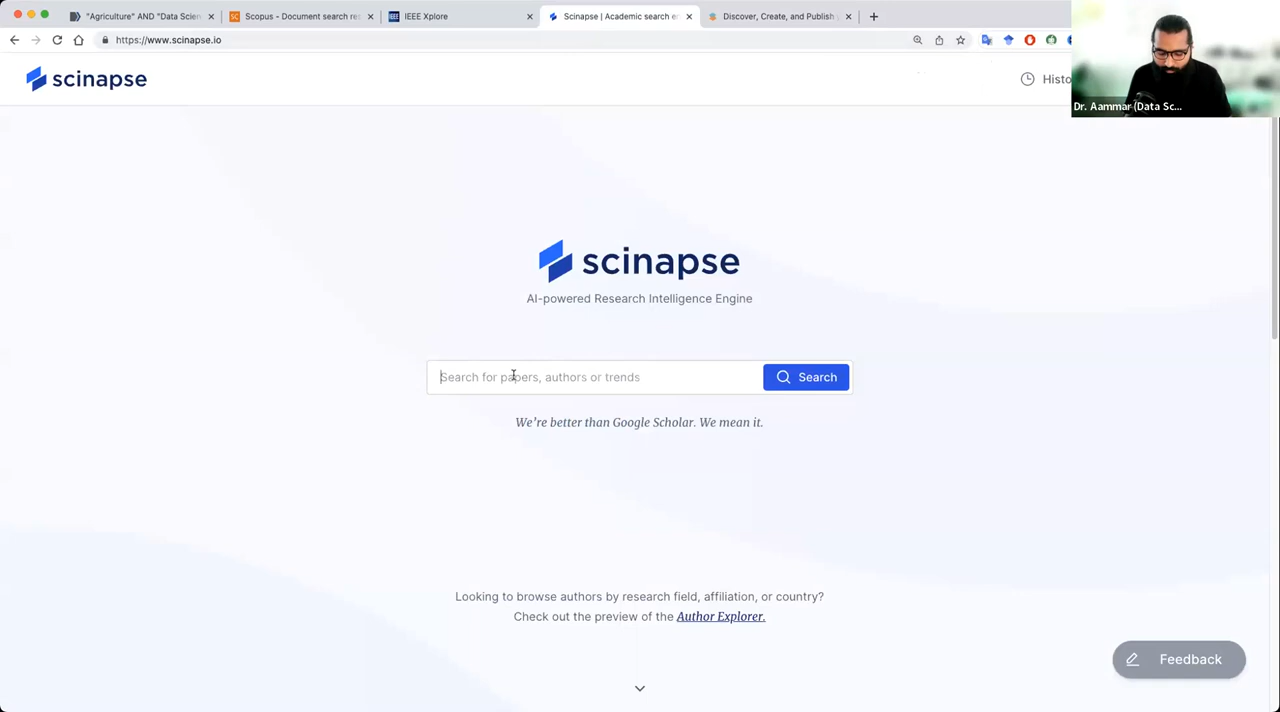 "Agriculture" AND "Data Scien
Scopus - Document search res
IEEE Xplore
Scinapse | Academic search en
Discover, Create, and Publish
https://www.scinapse.io
scinapse
Histo
Dr. Aammar (Data Sc...
scinapse
AI-powered Research Intelligence Engine
Search for papers, authors or trends
Search
We're better than Google Scholar. We mean it.
Looking to browse authors by research field, affiliation, or country?
Check out the preview of the Author Explorer.
Feedback